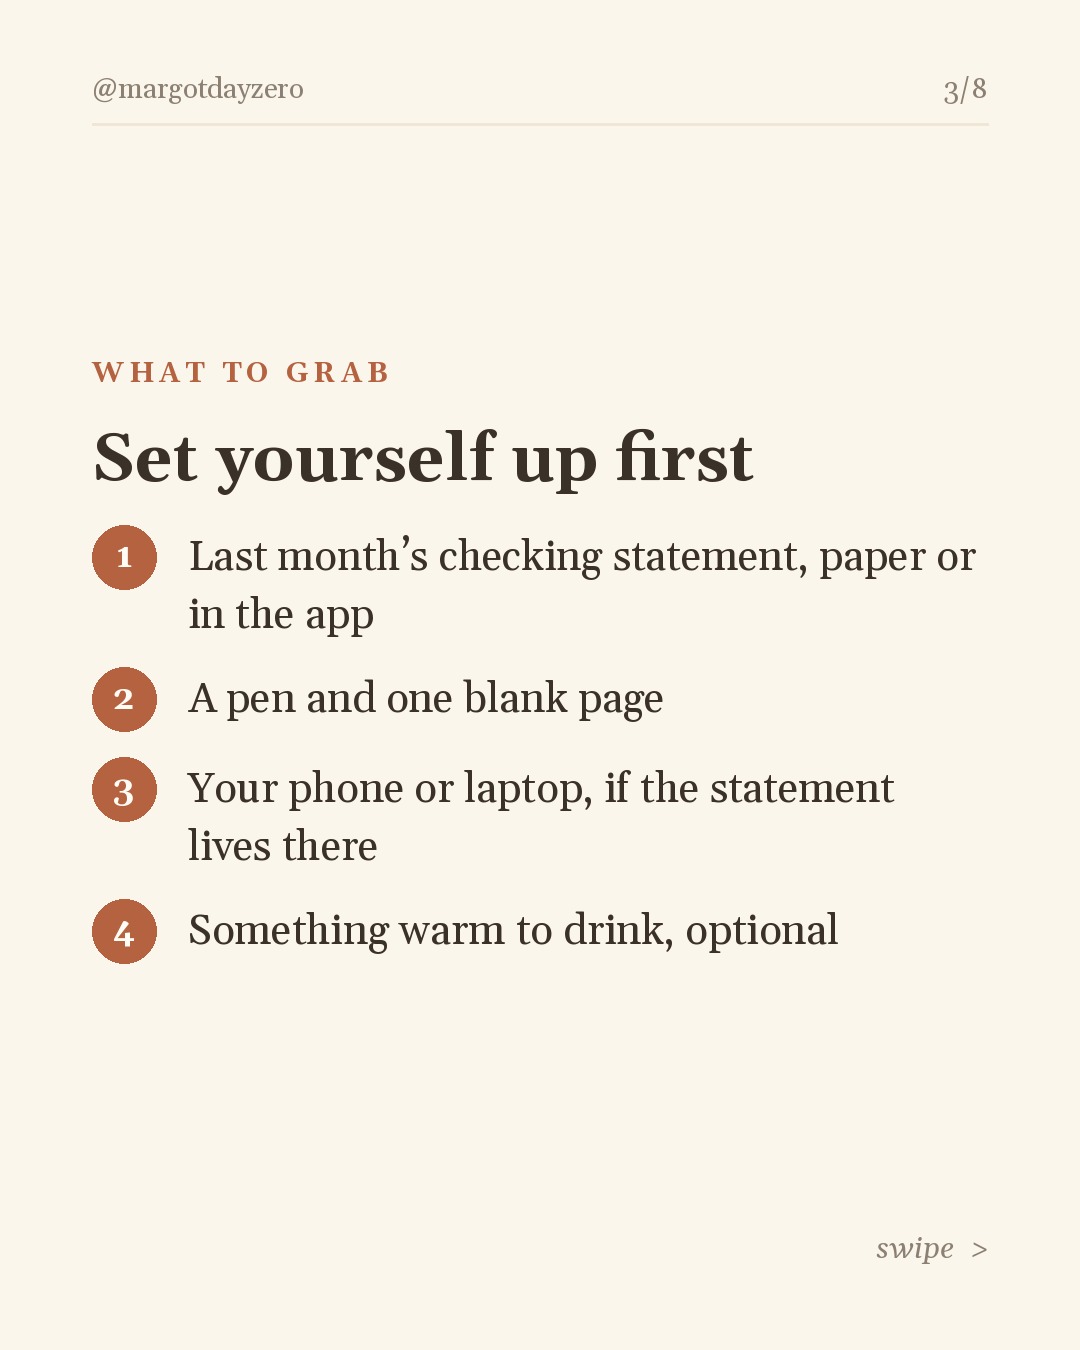 @margotdayzero
3/8
WHAT TO GRAB
Set yourself up first
1 Last month’s checking statement, paper or
in the app
2 A pen and one blank page
3 Your phone or laptop, if the statement
lives there
4 Something warm to drink, optional
swipe >